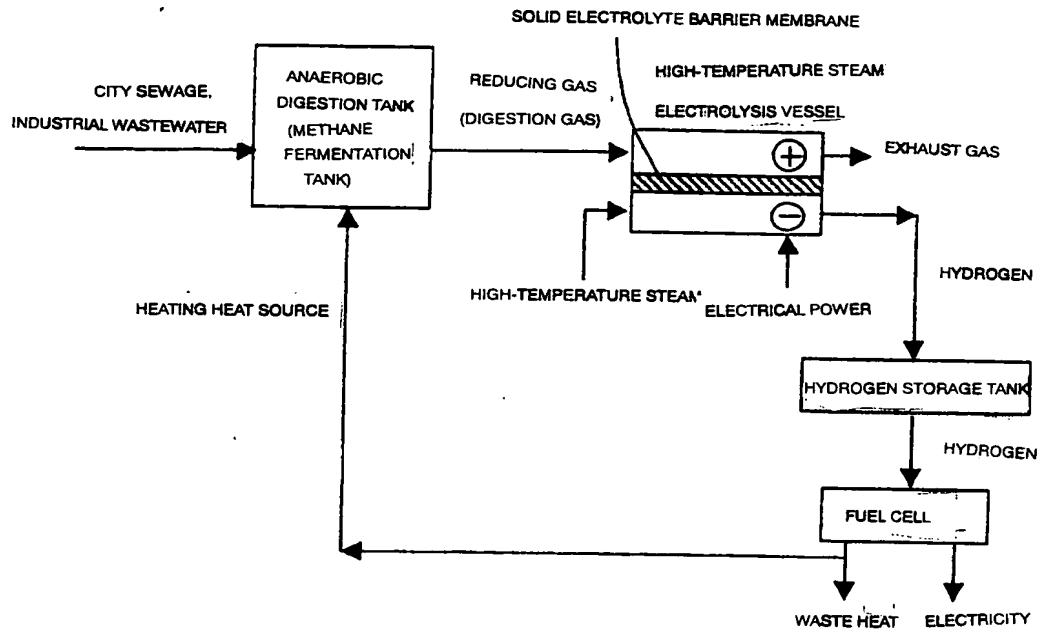 SOLID ELECTROLYTE BARRIER MEMBRANE
ANAEROBIC
DIGESTION TANK
(METHANE
FERMENTATION
TANK)
CITY SEWAGE,
INDUSTRIAL WASTEWATER
REDUCING GAS
(DIGESTION GAS)
HIGH-TEMPERATURE STEAM
ELECTROLYSIS VESSEL
+
EXHAUST GAS
−
HIGH-TEMPERATURE STEAM
ELECTRICAL POWER
HEATING HEAT SOURCE
HYDROGEN
HYDROGEN STORAGE TANK
HYDROGEN
FUEL CELL
WASTE HEAT
ELECTRICITY